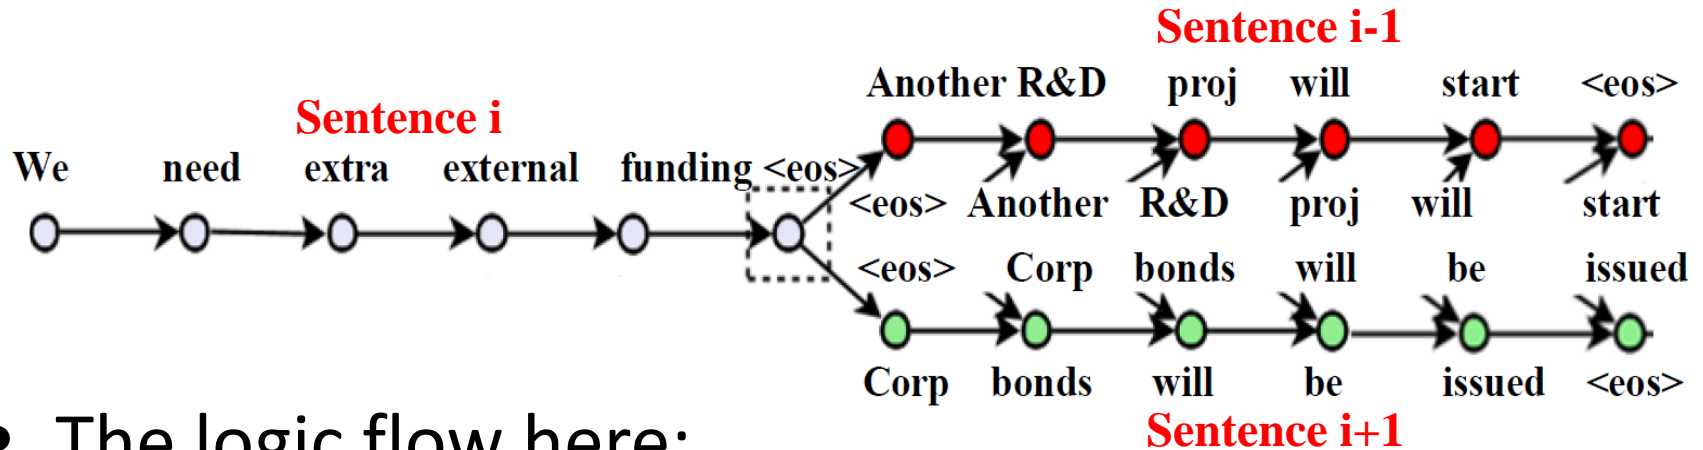 Sentence i-1
Another R&D proj will start <eos>
Sentence i
We need extra external funding <eos>
<eos> Another R&D proj will start
<eos> Corp bonds will be issued
Corp bonds will be issued <eos>
• The logic flow here:
Sentence i+1